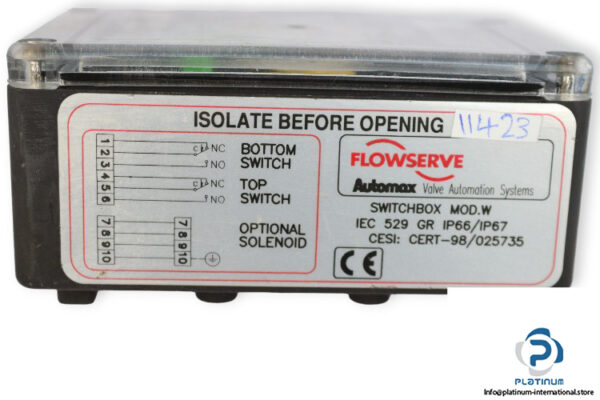 ISOLATE BEFORE OPENING 11423
1
2
3
4
5
6
C NC
NO
BOTTOM
SWITCH
C NC
NO
TOP
SWITCH
7 7
8 8
9 9
10 10
OPTIONAL
SOLENOID
FLOWSERVE
Automax Valve Automation Systems
SWITCHBOX MOD.W
IEC 529 GR IP66/IP67
CESI: CERT-98/025735
CE
PLATINUM
Info@platinum-international.store